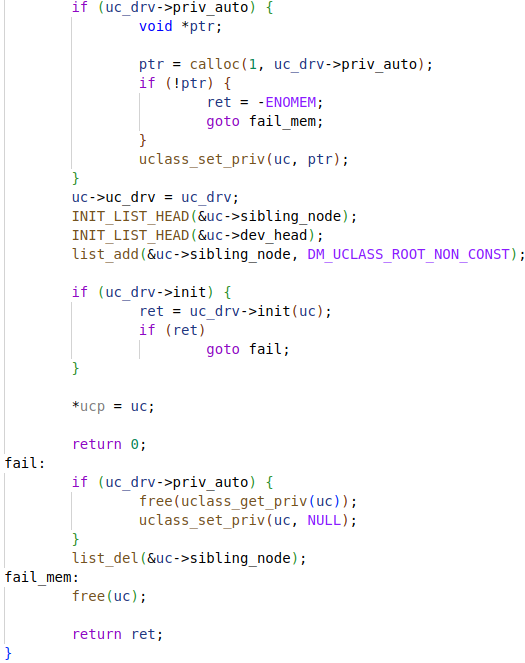 if (uc_drv->priv_auto) {
void *ptr;
ptr = calloc(1, uc_drv->priv_auto);
if (!ptr) {
ret = -ENOMEM;
goto fail_mem;
}
uclass_set_priv(uc, ptr);
}
uc->uc_drv = uc_drv;
INIT_LIST_HEAD(&uc->sibling_node);
INIT_LIST_HEAD(&uc->dev_head);
list_add(&uc->sibling_node, DM_UCLASS_ROOT_NON_CONST);
if (uc_drv->init) {
ret = uc_drv->init(uc);
if (ret)
goto fail;
}
*ucp = uc;
return 0;
fail:
if (uc_drv->priv_auto) {
free(uclass_get_priv(uc));
uclass_set_priv(uc, NULL);
}
list_del(&uc->sibling_node);
fail_mem:
free(uc);
return ret;
}